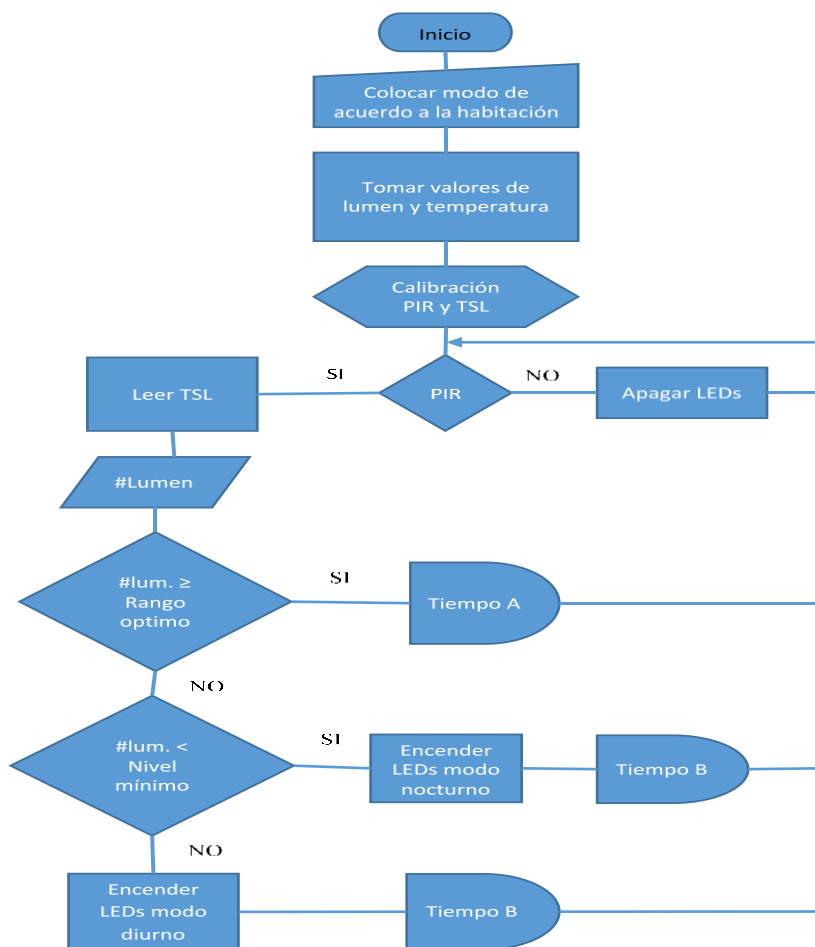 Inicio
Colocar modo de
acuerdo a la habitación
Tomar valores de
lumen y temperatura
Calibración
PIR y TSL
SI
Leer TSL
PIR
NO
Apagar LEDs
#Lumen
#lum. ≥
Rango
optimo
SI
Tiempo A
NO
#lum. <
Nivel
mínimo
SI
Encender
LEDs modo
nocturno
Tiempo B
NO
Encender
LEDs modo
diurno
Tiempo B